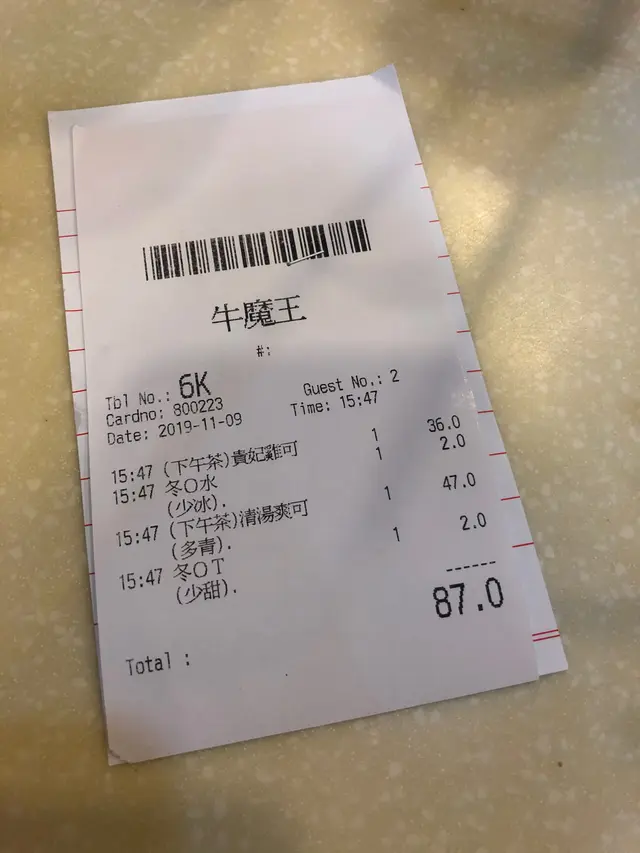 牛魔王
#:
Tbl No.: 6K Guest No.: 2
Cardno: 800223 Time: 15:47
Date: 2019-11-09
15:47 (下午茶)貴妃雞可 1 36.0
15:47 冬O水 1 2.0
(少冰).
15:47 (下午茶)清湯爽可 1 47.0
(多青).
15:47 冬OT 1 2.0
(少甜).
------
Total : 87.0